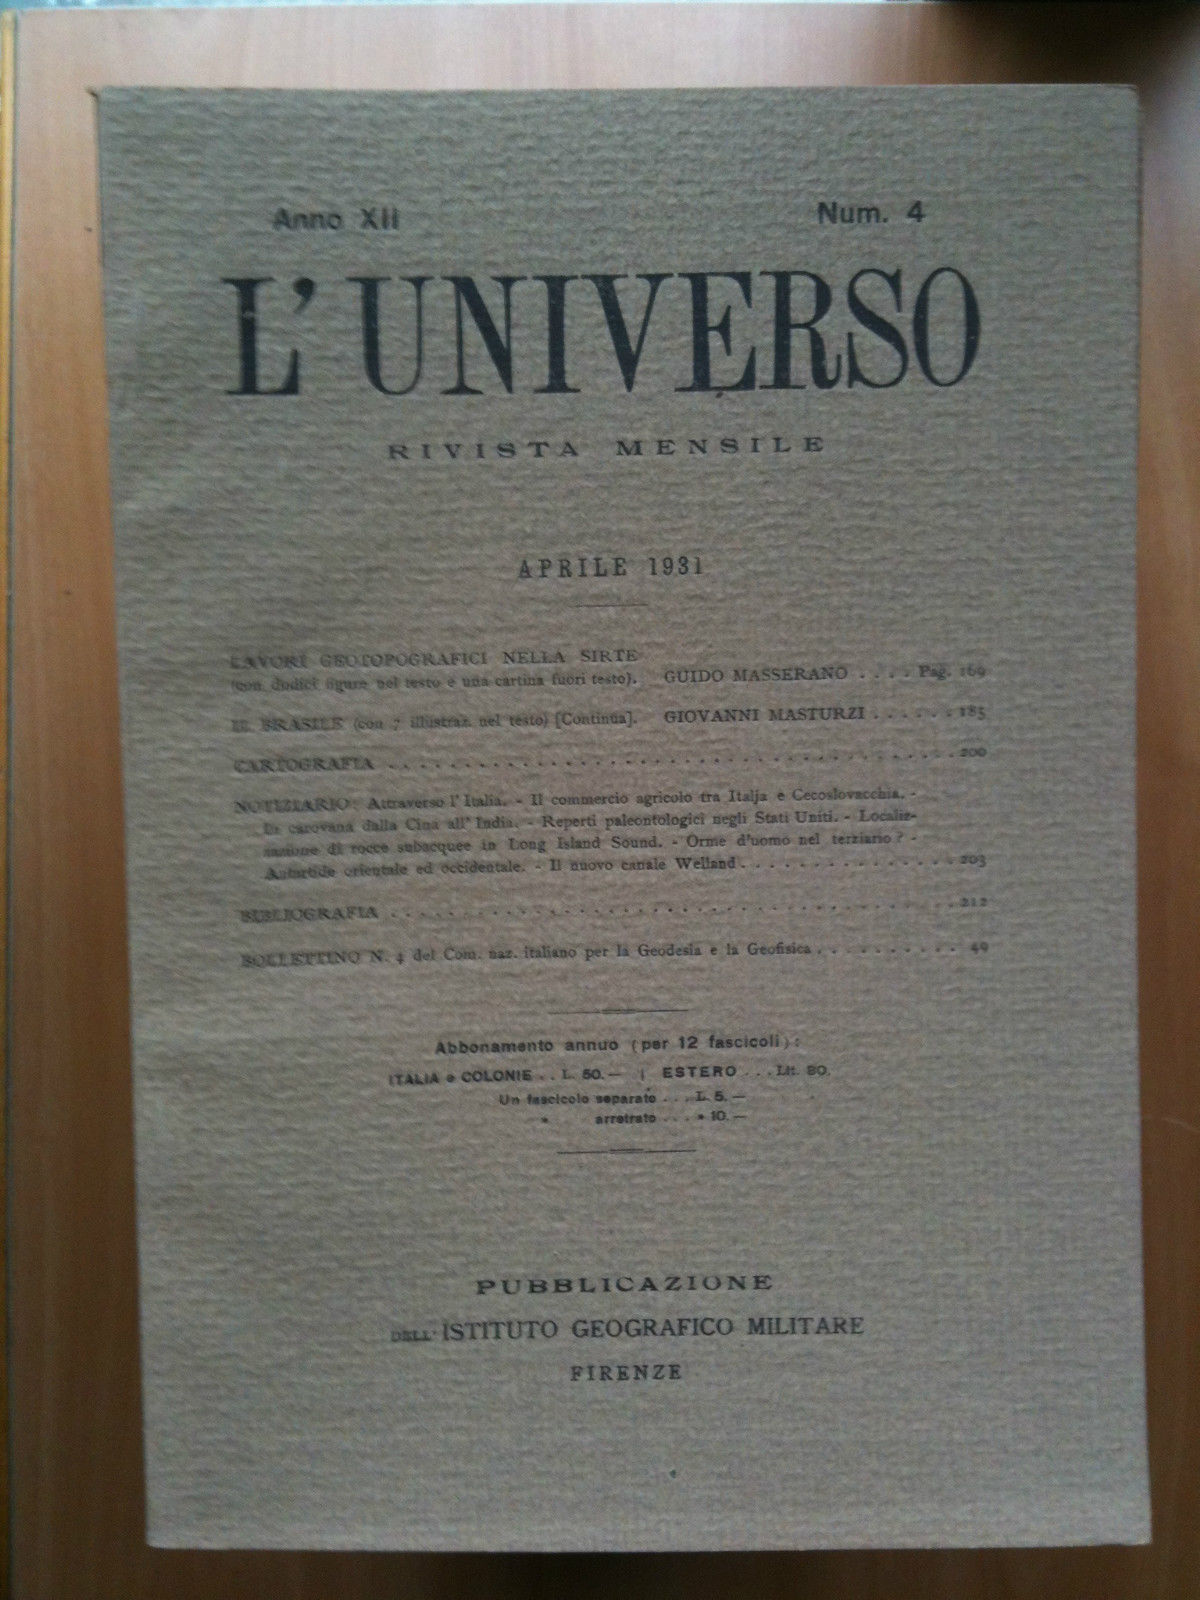 Anno XII Num. 4
L'UNIVERSO
RIVISTA MENSILE
APRILE 1931
LAVORI GEOTOPOGRAFICI NELLA SIRTE
(con dodici figure nel testo e una cartina fuori testo). GUIDO MASSERANO . . . . Pag. 169
IL BRASILE (con 7 illustraz. nel testo) [Continua]. GIOVANNI MASTURZI . . . . . . 185
CARTOGRAFIA . . . . . . . . . . . . . . . . . . . . . . . . . . . . . . 200
NOTIZIARIO: Attraverso l'Italia. - Il commercio agricolo tra Italja e Cecoslovacchia. -
In carovana dalla Cina all'India. - Reperti paleontologici negli Stati Uniti. - Localiz-
zazione di rocce subacquee in Long Island Sound. - Orme d'uomo nel terziario? -
Antartide orientale ed occidentale. - Il nuovo canale Welland . . . . . . . . . . . . . . 203
BIBLIOGRAFIA . . . . . . . . . . . . . . . . . . . . . . . . . . . . . . 212
BOLLETTINO N. 4 del Com. naz. italiano per la Geodesia e la Geofisica . . . . . . . . . . 49
Abbonamento annuo (per 12 fascicoli):
ITALIA e COLONIE . . L. 50.— | ESTERO . . . Lit. 80.
Un fascicolo separato . . . L. 5. —
» arretrato . . . » 10. —
PUBBLICAZIONE
DELL'ISTITUTO GEOGRAFICO MILITARE
FIRENZE